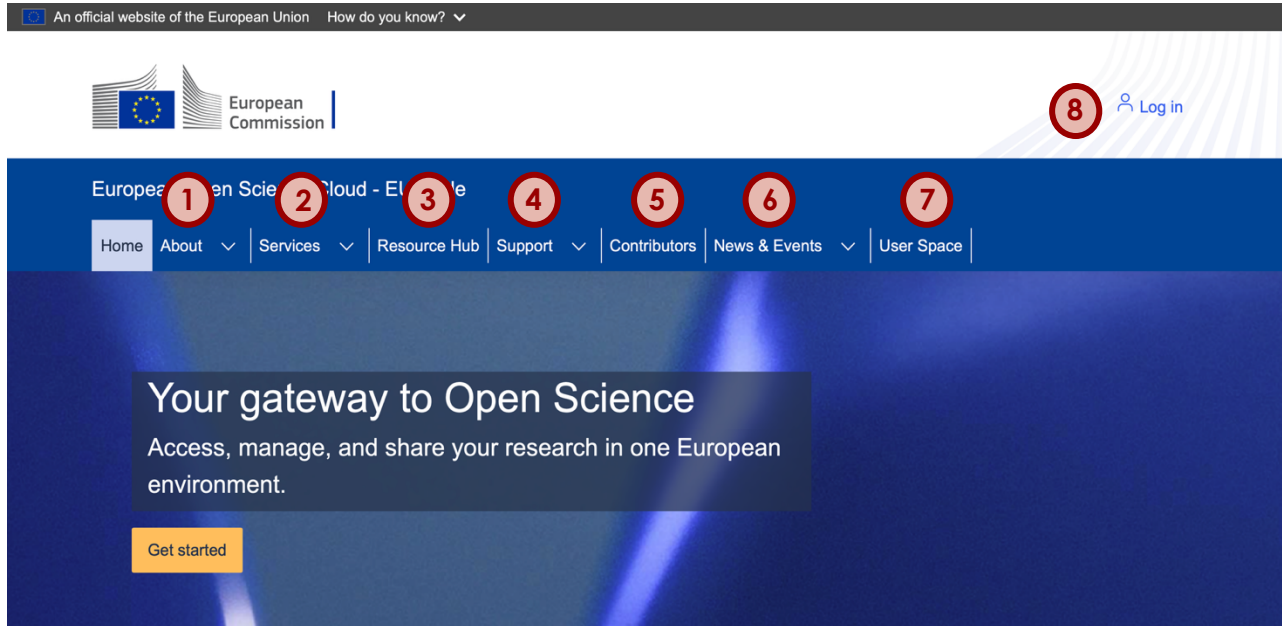 An official website of the European Union How do you know?
European
Commission
8 Log in
Cloud
1 2 3 4 5 6 7
Home About Services Resource Hub Support Contributors News & Events User Space
Your gateway to Open Science
Access, manage, and share your research in one European
environment.
Get started